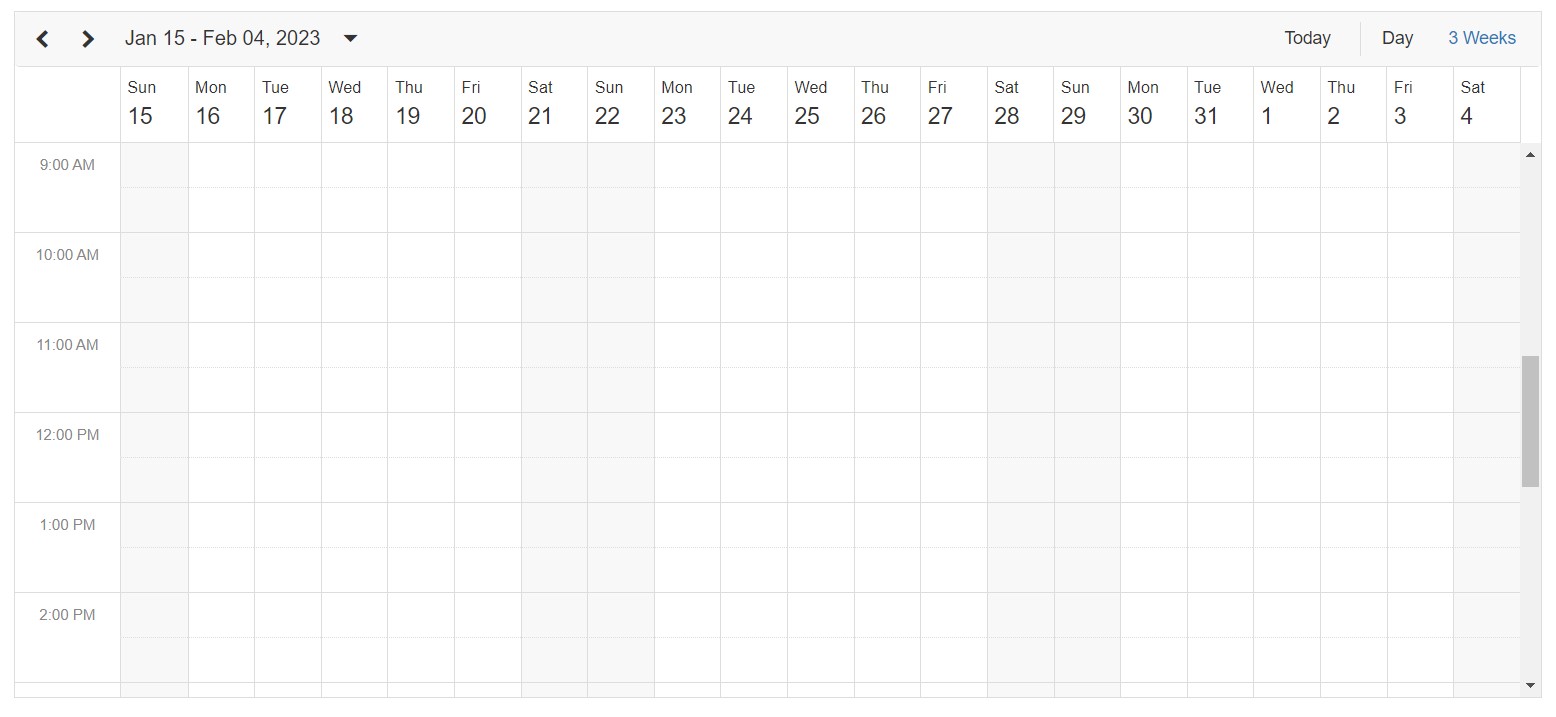 Jan 15 - Feb 04, 2023 Today Day 3 Weeks
Sun Mon Tue Wed Thu Fri Sat Sun Mon Tue Wed Thu Fri Sat Sun Mon Tue Wed Thu Fri Sat
15 16 17 18 19 20 21 22 23 24 25 26 27 28 29 30 31 1 2 3 4
9:00 AM
10:00 AM
11:00 AM
12:00 PM
1:00 PM
2:00 PM